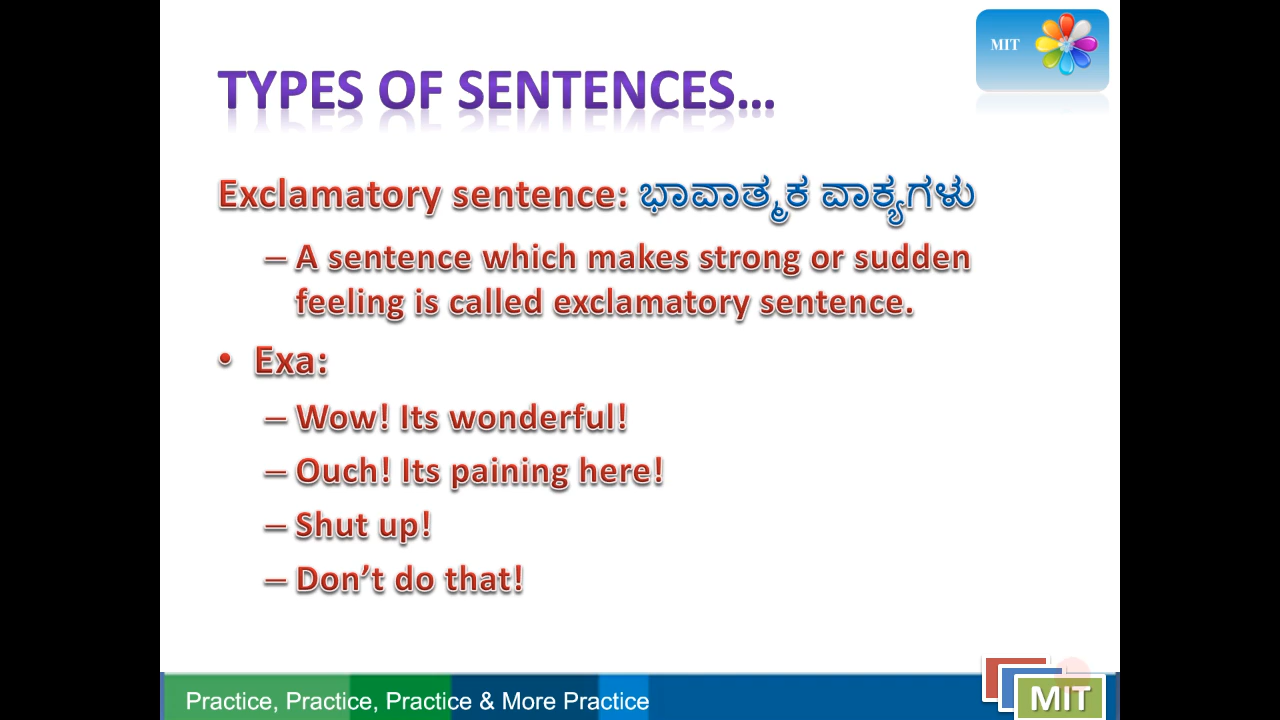 MIT
TYPES OF SENTENCES…
Exclamatory sentence: ಭಾವಾತ್ಮಕ ವಾಕ್ಯಗಳು
– A sentence which makes strong or sudden
feeling is called exclamatory sentence.
• Exa:
– Wow! Its wonderful!
– Ouch! Its paining here!
– Shut up!
– Don’t do that!
Practice, Practice, Practice & More Practice
MIT